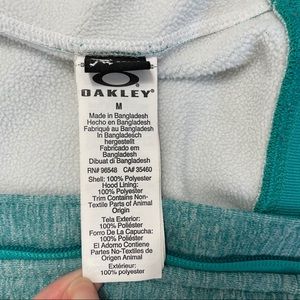 OAKLEY
M
Made in Bangladesh
Hecho en Bangladesh
Fabriqué au Bangladesh
In Bangladesh
hergestellt
Fabricado em
Bangladesh
Dibuat di Bangladesh
RN# 96548 CA# 35460
Shell: 100% Polyester
Hood Lining: 100%
Polyester
Trim Contains Non-
Textile Parts of Animal
Origin
Tela Exterior:
100% Poliéster
Forro De La Capucha:
100% Poliéster
El Adorno Contiene
Partes No-Textiles de
Origen Animal
Extérieur:
100% polyester